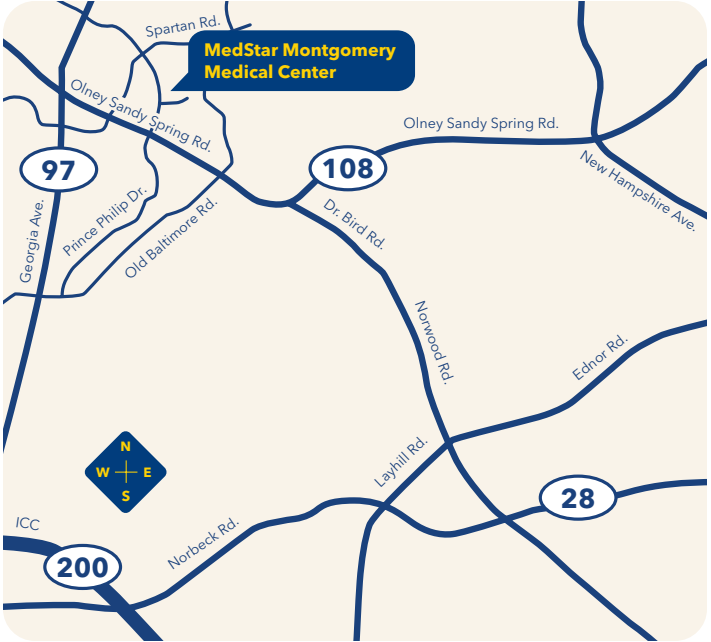 Spartan Rd.
MedStar Montgomery
Medical Center
Olney Sandy Spring Rd.
Olney Sandy Spring Rd.
108
97
New Hampshire Ave.
Prince Philip Dr.
Georgia Ave.
Old Baltimore Rd.
Dr. Bird Rd.
Norwood Rd.
Ednor Rd.
N
W E
S
Layhill Rd.
28
ICC
Norbeck Rd.
200